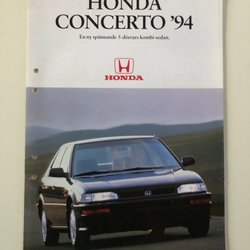 HONDA
CONCERTO '94
En ny spännande 5-dörrars kombi-sedan.
HONDA